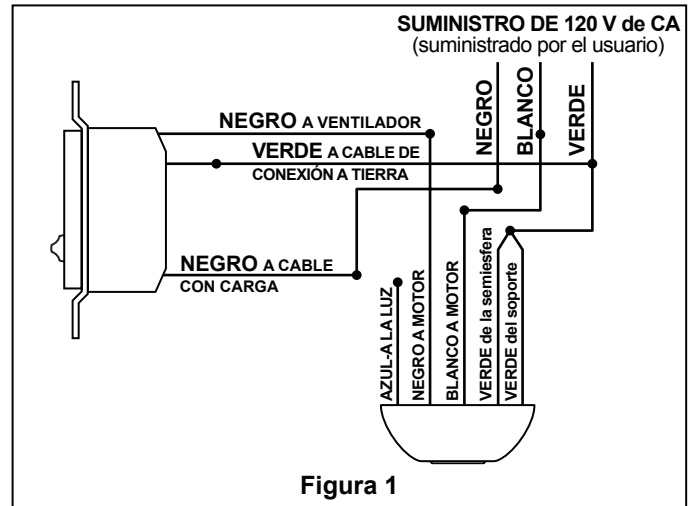 SUMINISTRO DE 120 V de CA
(suministrado por el usuario)
NEGRO
BLANCO
VERDE
NEGRO A VENTILADOR
VERDE A CABLE DE
CONEXIÓN A TIERRA
NEGRO A CABLE
CON CARGA
AZUL-A LA LUZ
NEGRO A MOTOR
BLANCO A MOTOR
VERDE de la semiesfera
VERDE del soporte
Figura 1